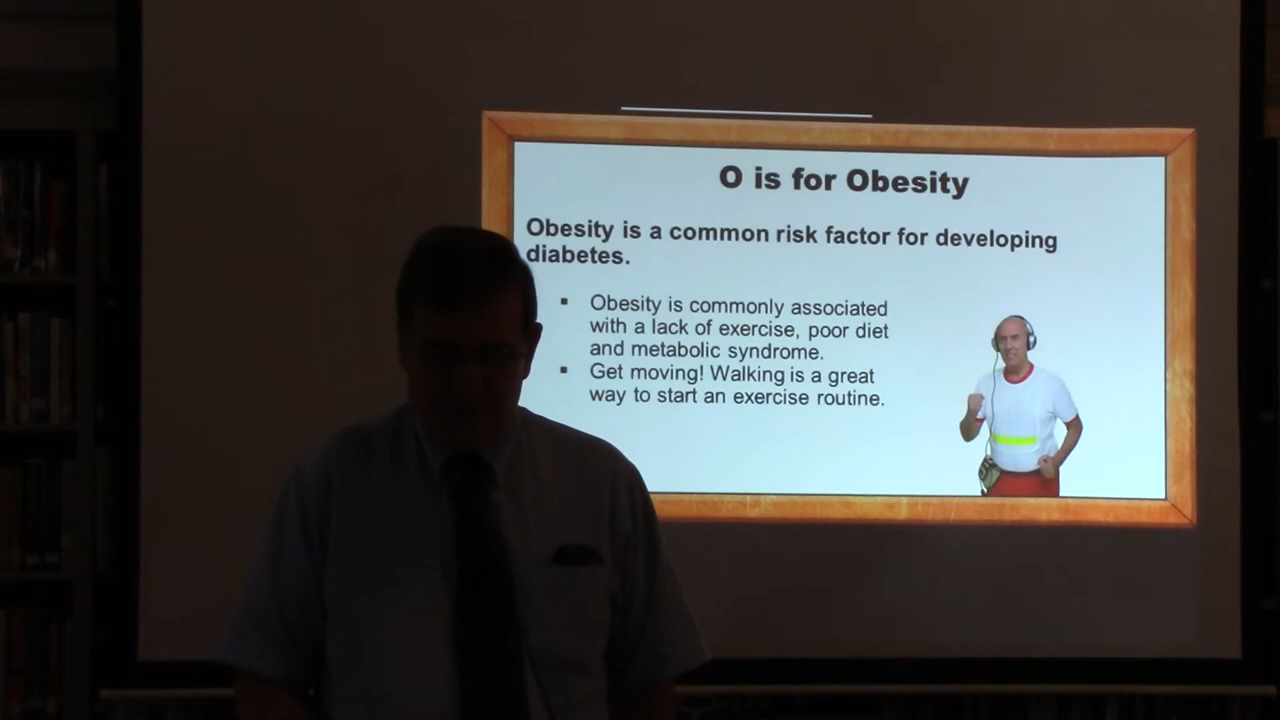 O is for Obesity
Obesity is a common risk factor for developing
diabetes.
▪ Obesity is commonly associated
with a lack of exercise, poor diet
and metabolic syndrome.
▪ Get moving! Walking is a great
way to start an exercise routine.